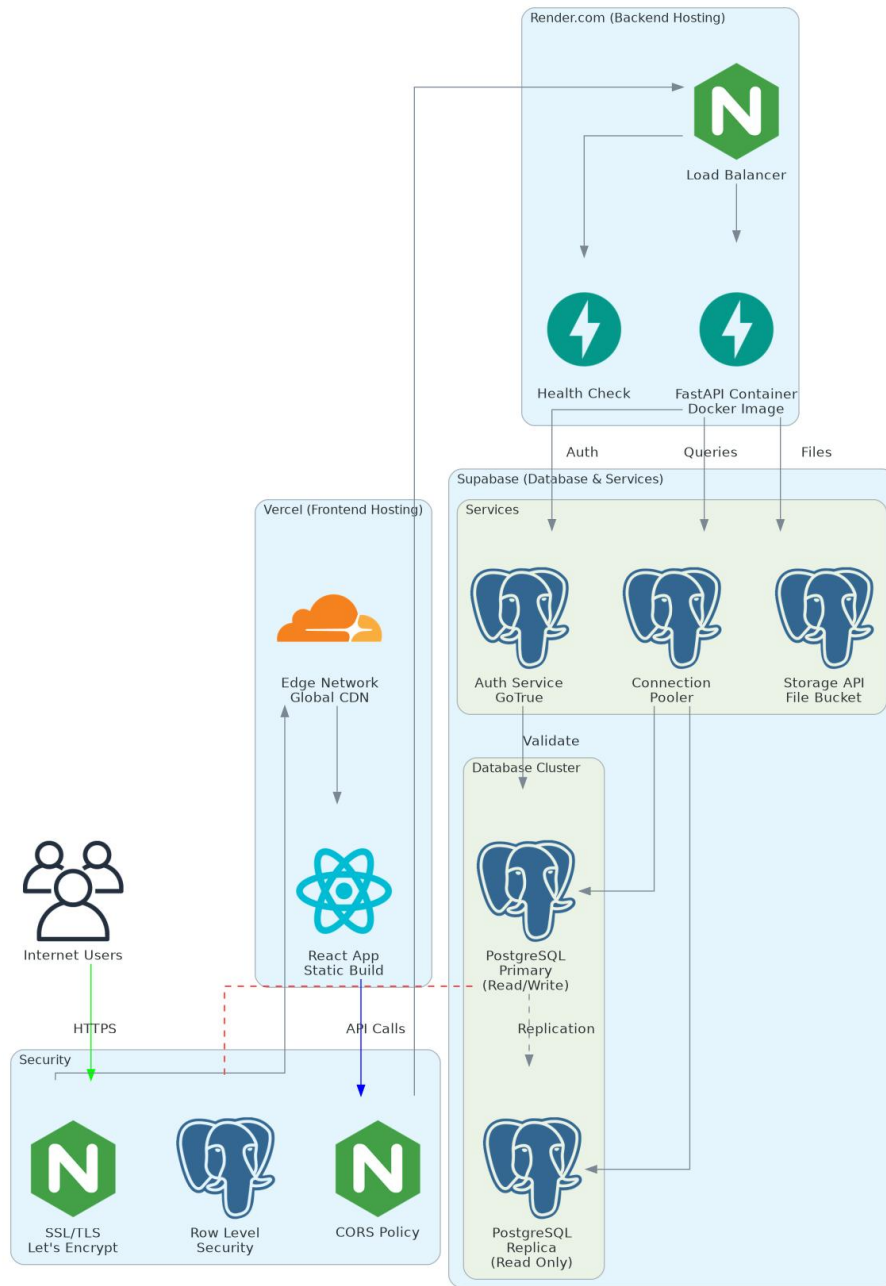 Render.com (Backend Hosting)
N
Load Balancer
Health Check
FastAPI Container
Docker Image
Auth
Queries
Files
Supabase (Database & Services)
Services
Vercel (Frontend Hosting)
Edge Network
Global CDN
Auth Service
GoTrue
Connection
Pooler
Storage API
File Bucket
Validate
Database Cluster
Internet Users
React App
Static Build
PostgreSQL
Primary
(Read/Write)
HTTPS
API Calls
Replication
Security
N
N
SSL/TLS
Let's Encrypt
Row Level
Security
CORS Policy
PostgreSQL
Replica
(Read Only)